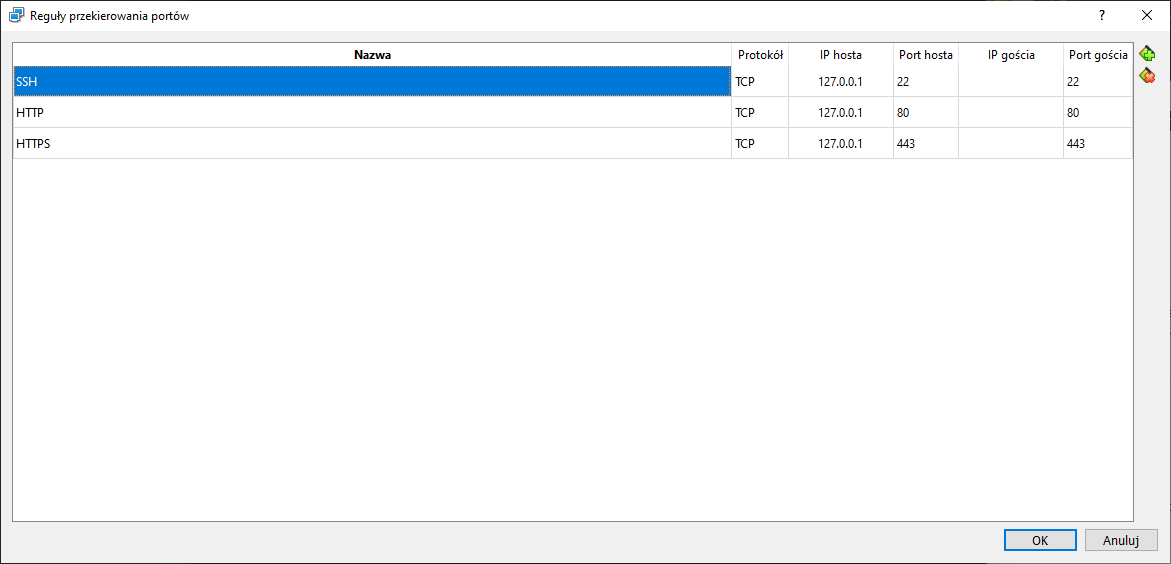 Reguły przekierowania portów
?
Nazwa Protokół IP hosta Port hosta IP gościa Port gościa
SSH TCP 127.0.0.1 22 22
HTTP TCP 127.0.0.1 80 80
HTTPS TCP 127.0.0.1 443 443
OK Anuluj